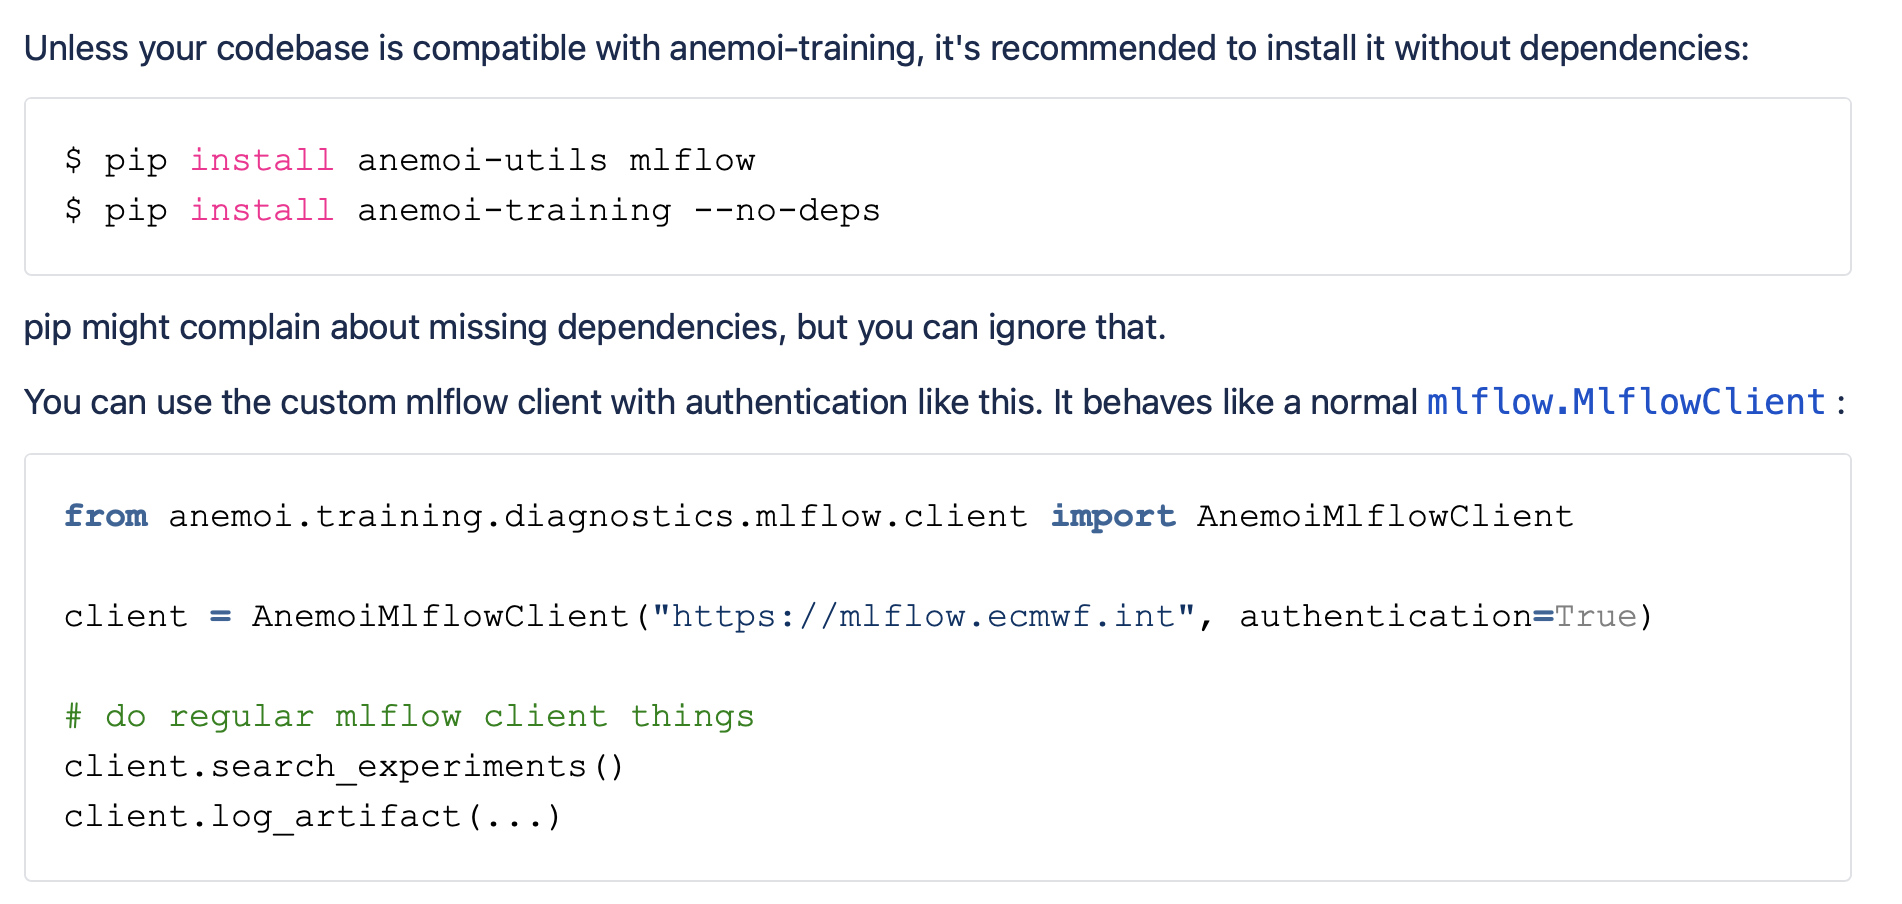 Unless your codebase is compatible with anemoi-training, it's recommended to install it without dependencies:
$ pip install anemoi-utils mlflow
$ pip install anemoi-training --no-deps
pip might complain about missing dependencies, but you can ignore that.
You can use the custom mlflow client with authentication like this. It behaves like a normal mlflow.MlflowClient :
from anemoi.training.diagnostics.mlflow.client import AnemoiMlflowClient
client = AnemoiMlflowClient("https://mlflow.ecmwf.int", authentication=True)
# do regular mlflow client things
client.search_experiments()
client.log_artifact(...)